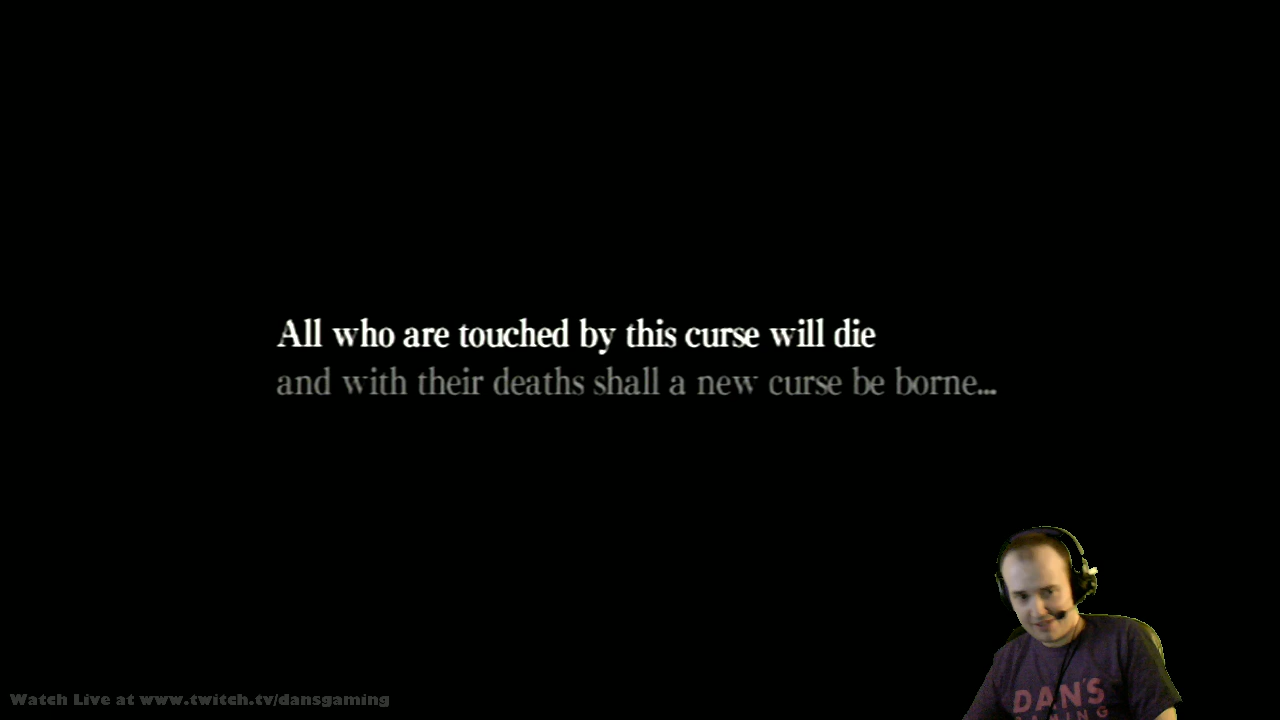 All who are touched by this curse will die
and with their deaths shall a new curse be borne...
DAN'S
Watch Live at www.twitch.tv/dansgaming